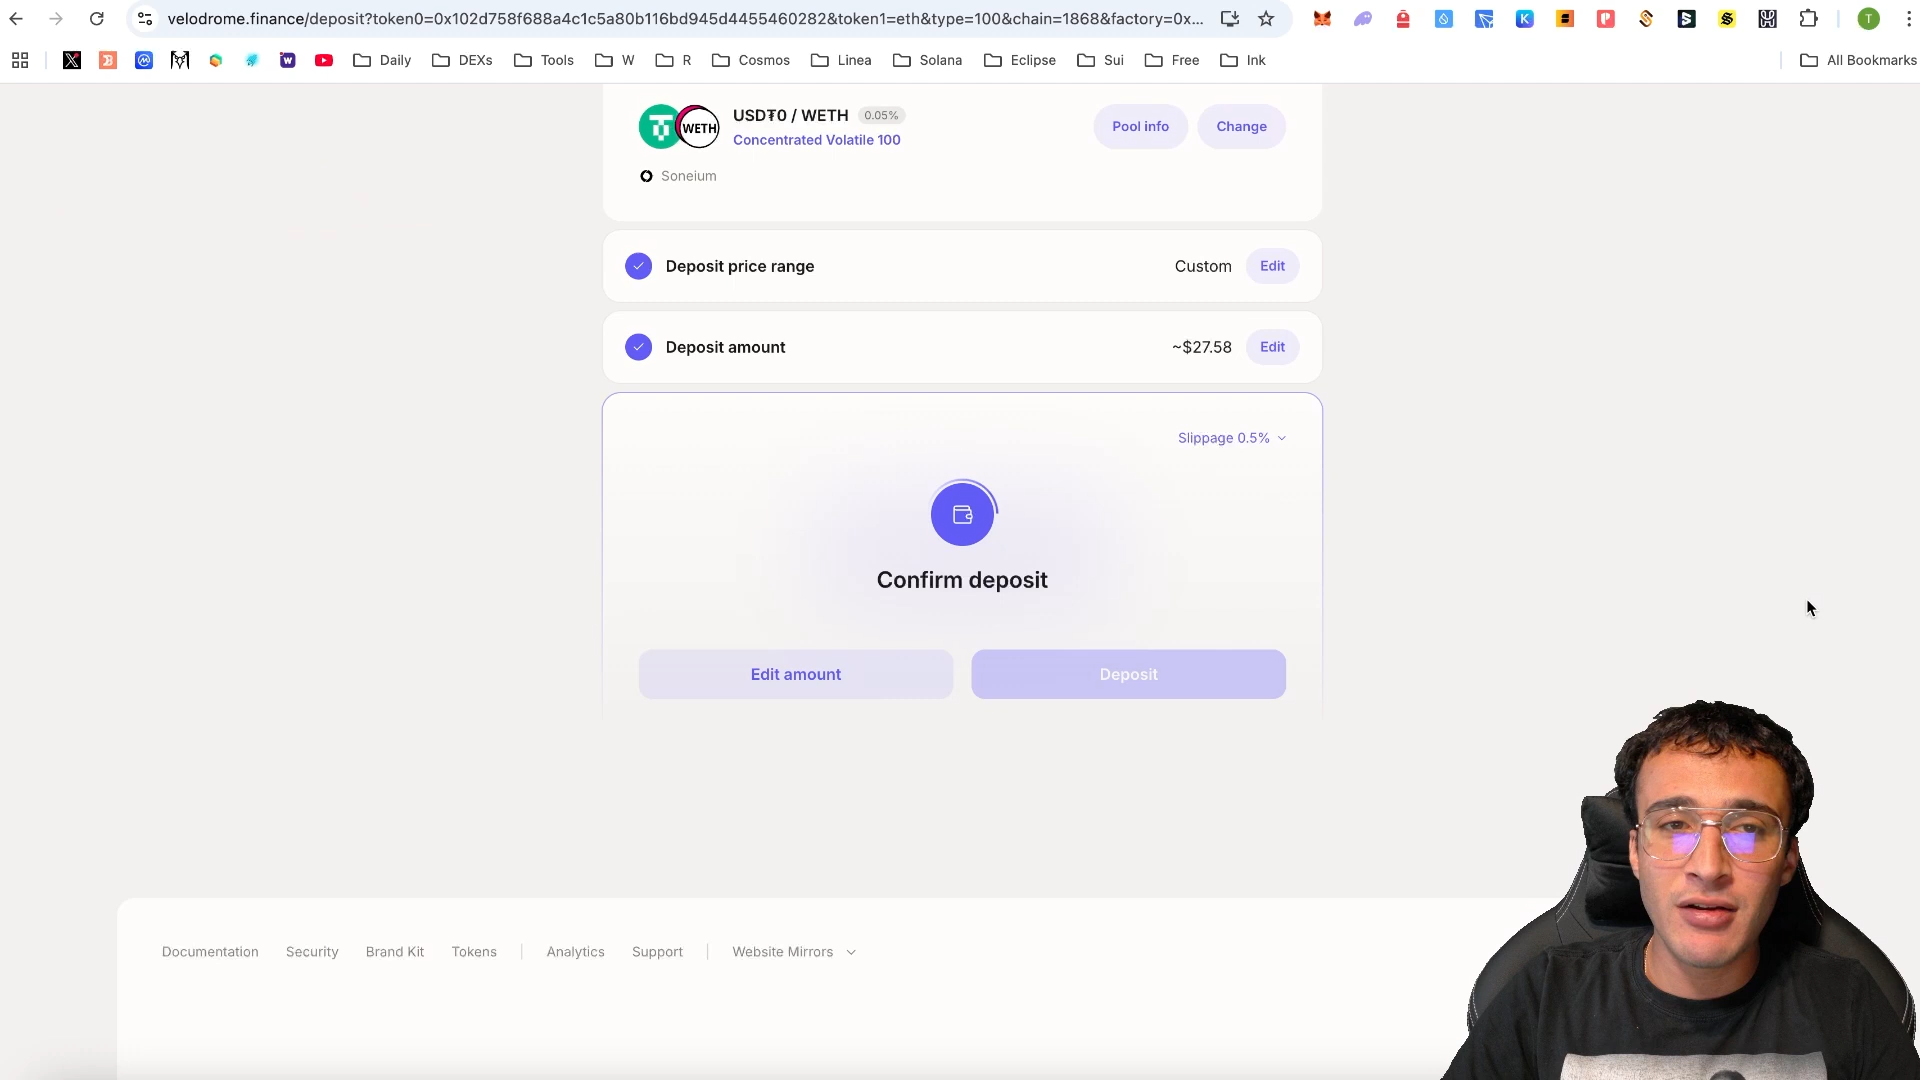 velodrome.finance/deposit?token0=0x102d758f688a4c1c5a80b116bd945d4455460282&token1=eth&type=100&chain=1868&factory=0x...
T
Daily
DEXs
Tools
W
R
Cosmos
Linea
Solana
Eclipse
Sui
Free
Ink
All Bookmarks
WETH
USD₮0 / WETH 0.05%
Concentrated Volatile 100
Pool info
Change
Soneium
Deposit price range
Custom
Edit
Deposit amount
~$27.58
Edit
Slippage 0.5%
Confirm deposit
Edit amount
Deposit
Documentation
Security
Brand Kit
Tokens
Analytics
Support
Website Mirrors